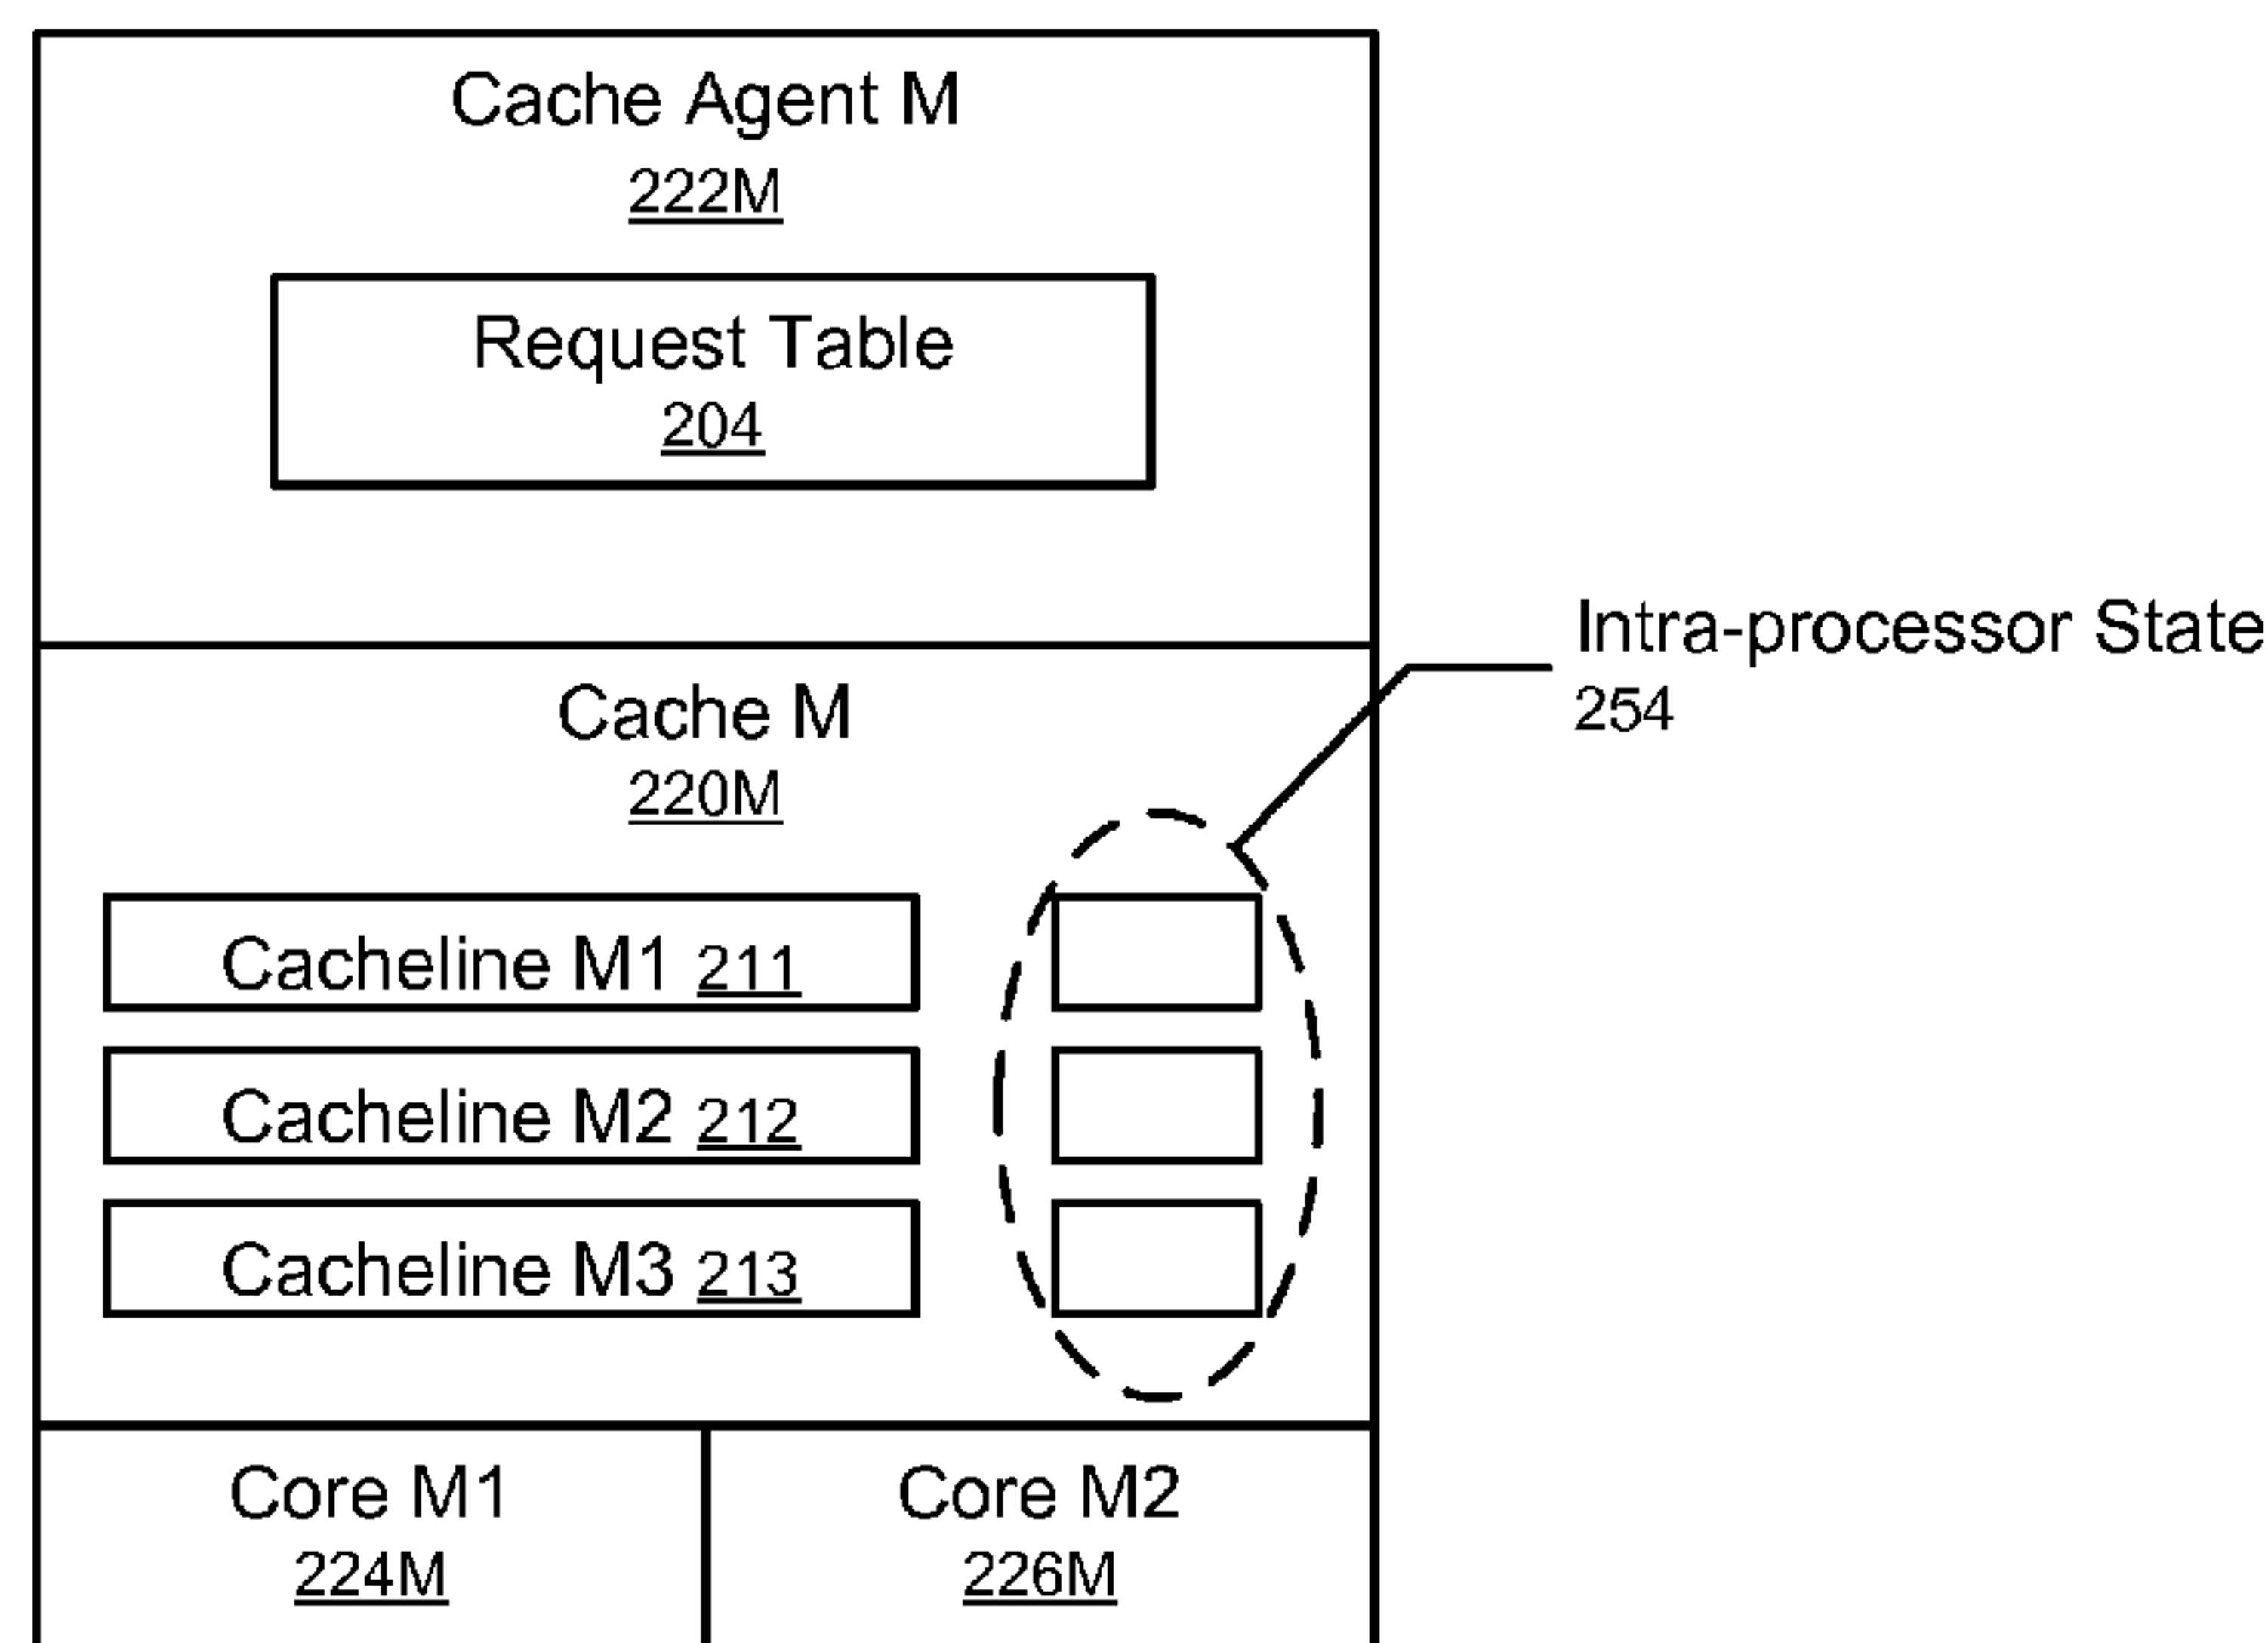 Cache Agent M
222M
Request Table
204
Intra-processor State
254
Cache M
220M
Cacheline M1 211
Cacheline M2 212
Cacheline M3 213
Core M1
224M
Core M2
226M